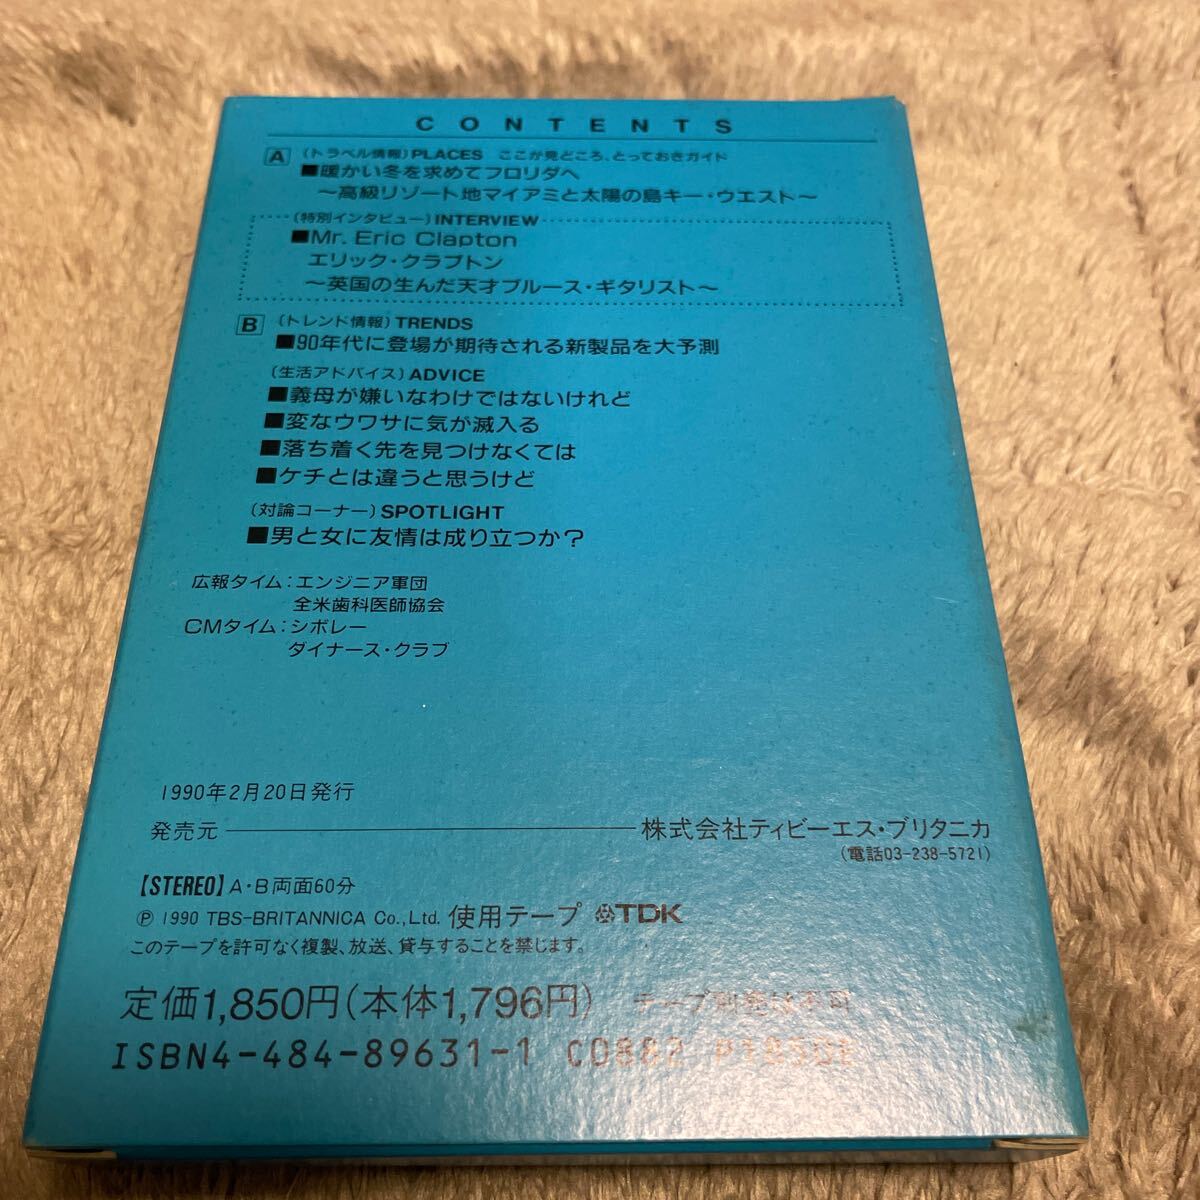 CONTENTS
A 〔トラベル情報〕PLACES ここが見どころ、とっておきガイド
■暖かい冬を求めてフロリダへ
～高級リゾート地マイアミと太陽の島キー・ウエスト～
〔特別インタビュー〕INTERVIEW
■Mr. Eric Clapton
エリック・クラプトン
～英国の生んだ天才ブルース・ギタリスト～
B 〔トレンド情報〕TRENDS
■90年代に登場が期待される新製品を大予測
〔生活アドバイス〕ADVICE
■義母が嫌いなわけではないけれど
■変なウワサに気が滅入る
■落ち着く先を見つけなくては
■ケチとは違うと思うけど
〔対論コーナー〕SPOTLIGHT
■男と女に友情は成り立つか？
広報タイム：エンジニア軍団
全米歯科医師協会
CMタイム：シボレー
ダイナース・クラブ
1990年2月20日発行
発売元 株式会社ティビーエス・ブリタニカ
(電話03-238-5721)
【STEREO】A・B両面60分
Ⓟ 1990 TBS-BRITANNICA Co., Ltd. 使用テープ TDK
このテープを許可なく複製、放送、貸与することを禁じます。
定価1,850円(本体1,796円) テープ別売は不可
ISBN4-484-89631-1 C0882 P1850E